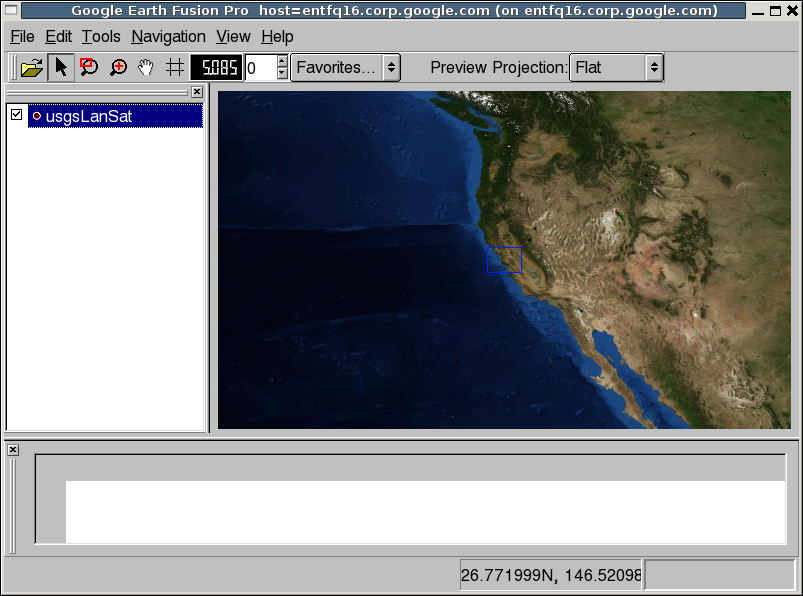 Google Earth Fusion Pro host=entfq16.corp.google.com (on entfq16.corp.google.com)
File Edit Tools Navigation View Help
5.085 0 Favorites... Preview Projection: Flat
usgsLanSat
26.771999N, 146.52098